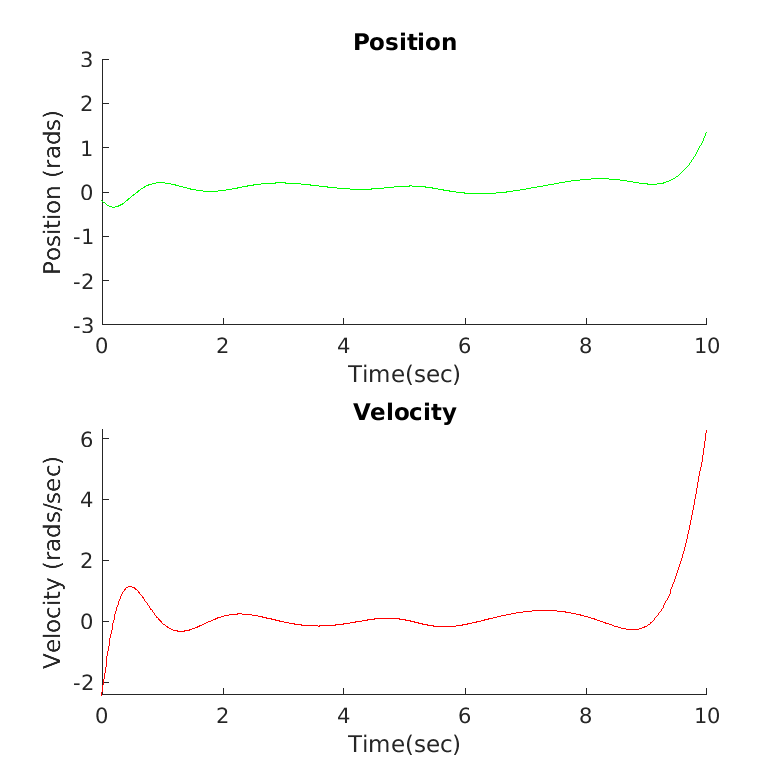 Position
Position (rads)
3
2
1
0
-1
-2
-3
0 2 4 6 8 10
Time(sec)
Velocity
Velocity (rads/sec)
6
4
2
0
-2
0 2 4 6 8 10
Time(sec)